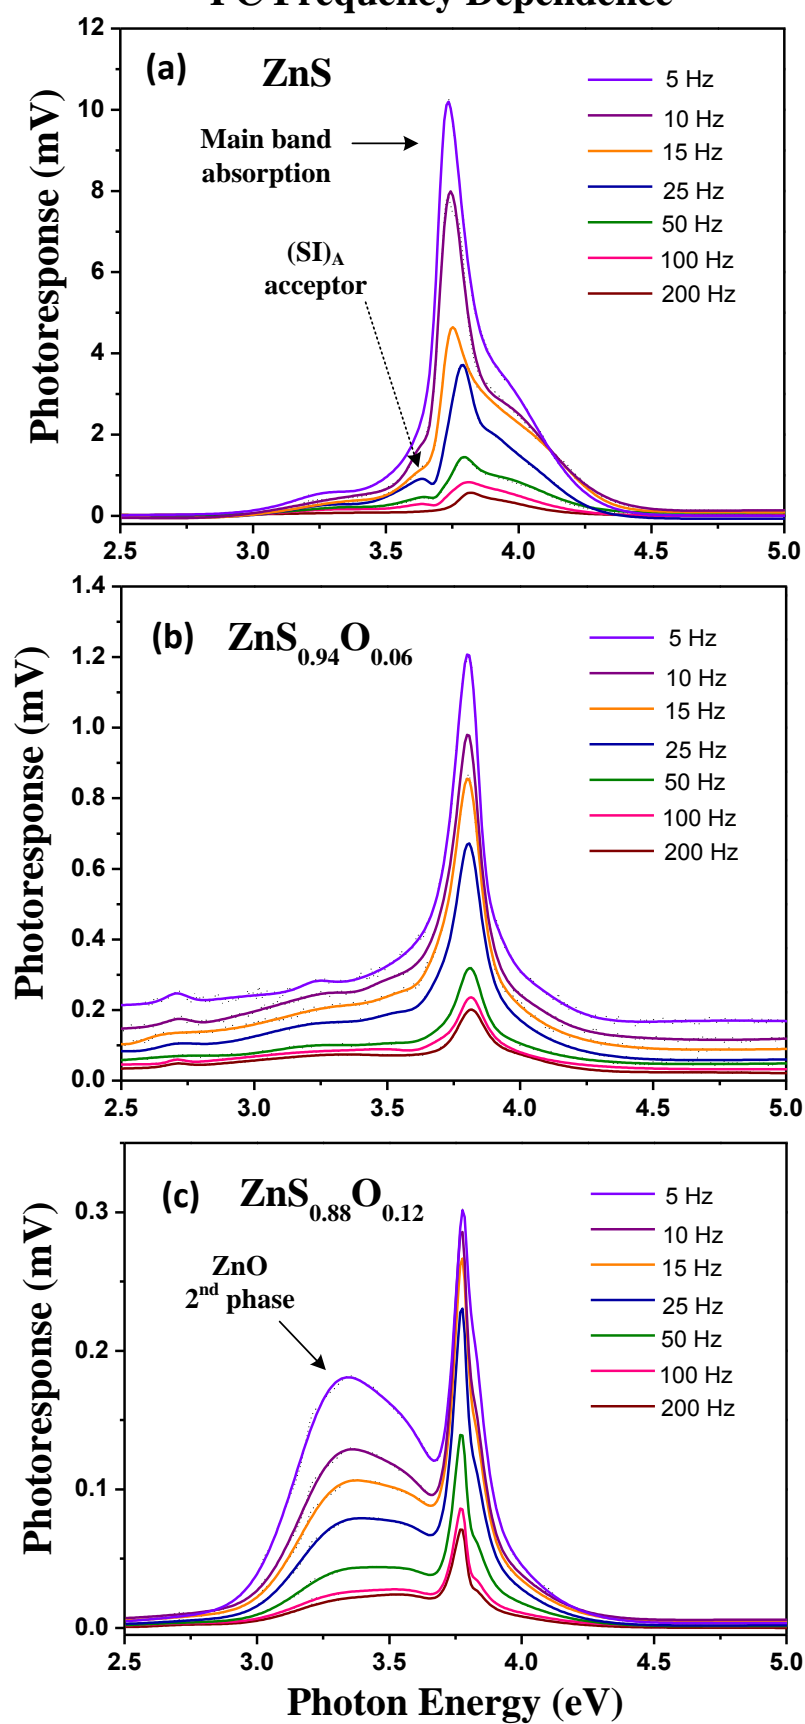 PC Frequency Dependence
12
10
8
6
4
2
0
Photoresponse (mV)
(a)
ZnS
Main band
absorption
(SI)A
acceptor
5 Hz
10 Hz
15 Hz
25 Hz
50 Hz
100 Hz
200 Hz
2.5 3.0 3.5 4.0 4.5 5.0
1.4
1.2
1.0
0.8
0.6
0.4
0.2
0.0
Photoresponse (mV)
(b)
ZnS0.94O0.06
5 Hz
10 Hz
15 Hz
25 Hz
50 Hz
100 Hz
200 Hz
2.5 3.0 3.5 4.0 4.5 5.0
0.3
0.2
0.1
0.0
Photoresponse (mV)
(c)
ZnS0.88O0.12
ZnO
2nd phase
5 Hz
10 Hz
15 Hz
25 Hz
50 Hz
100 Hz
200 Hz
2.5 3.0 3.5 4.0 4.5 5.0
Photon Energy (eV)